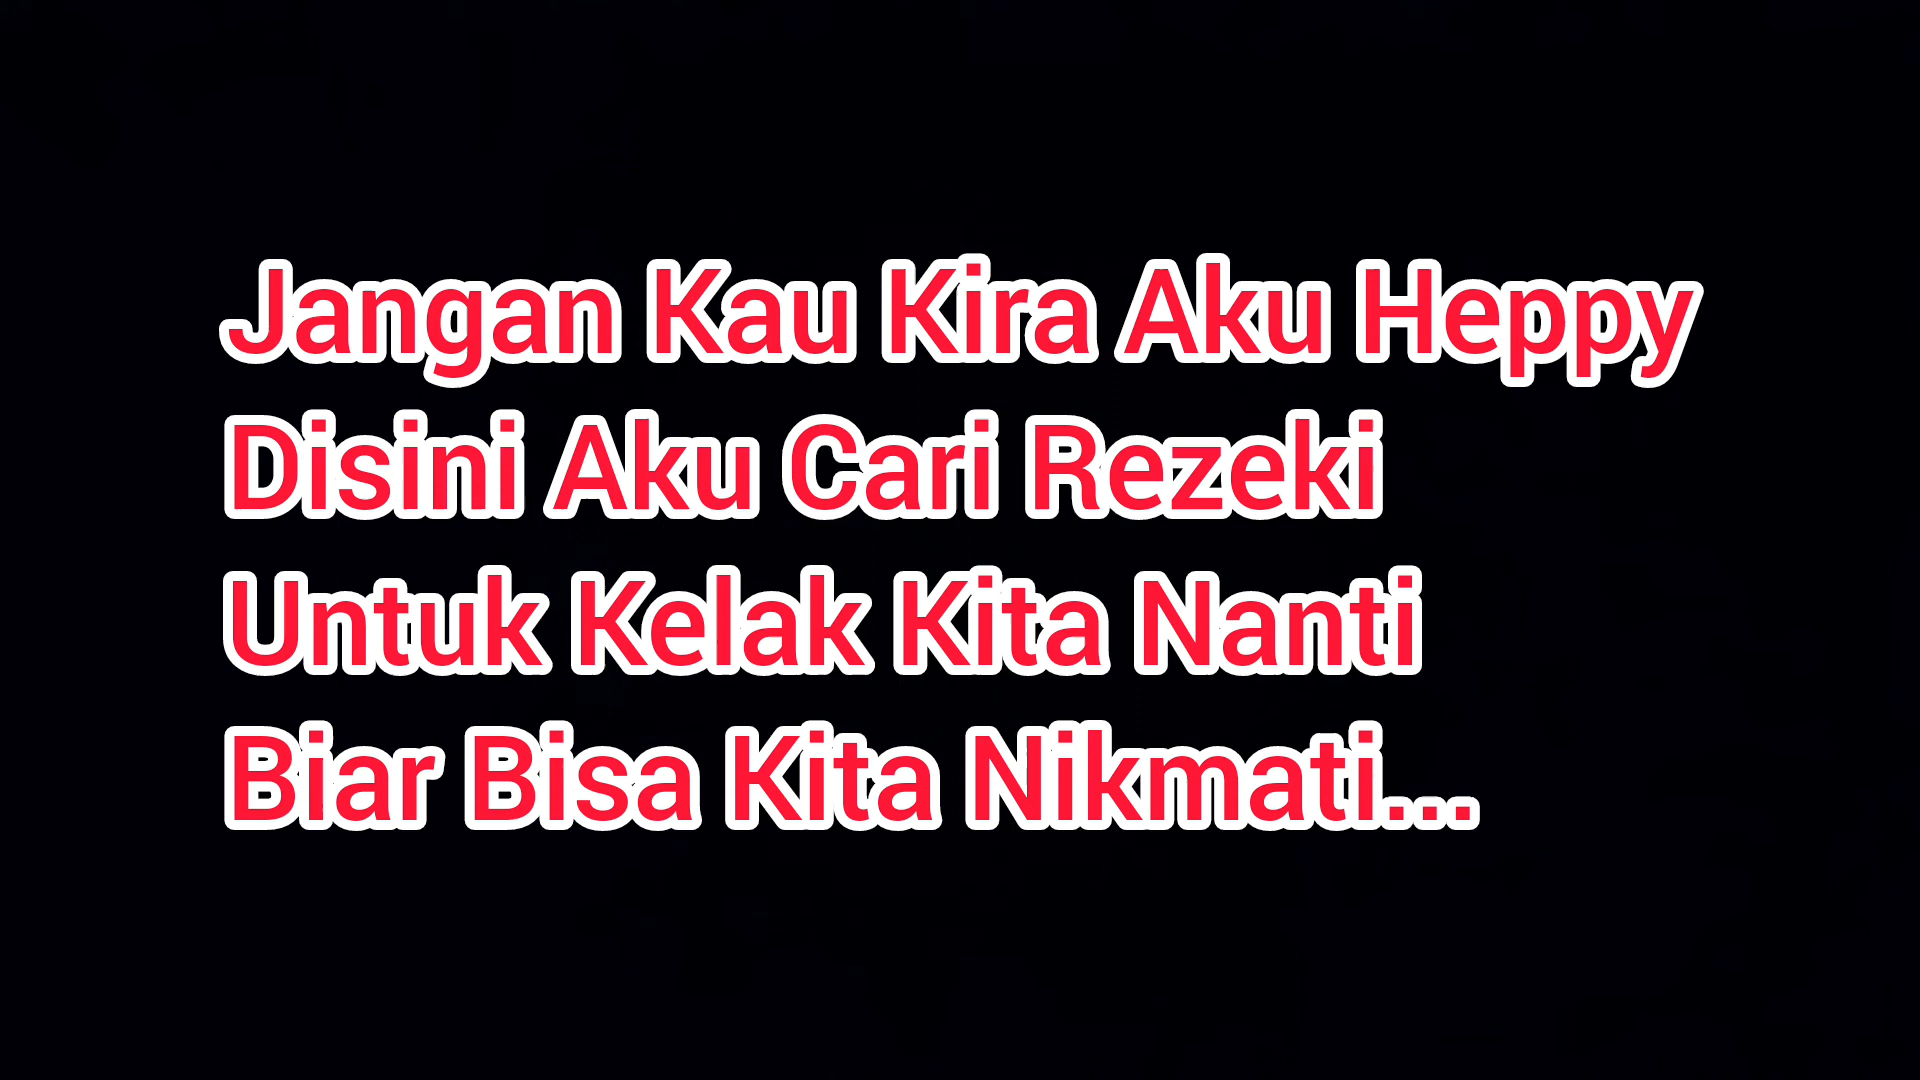 Jangan Kau Kira Aku Heppy
Disini Aku Cari Rezeki
Untuk Kelak Kita Nanti
Biar Bisa Kita Nikmati...